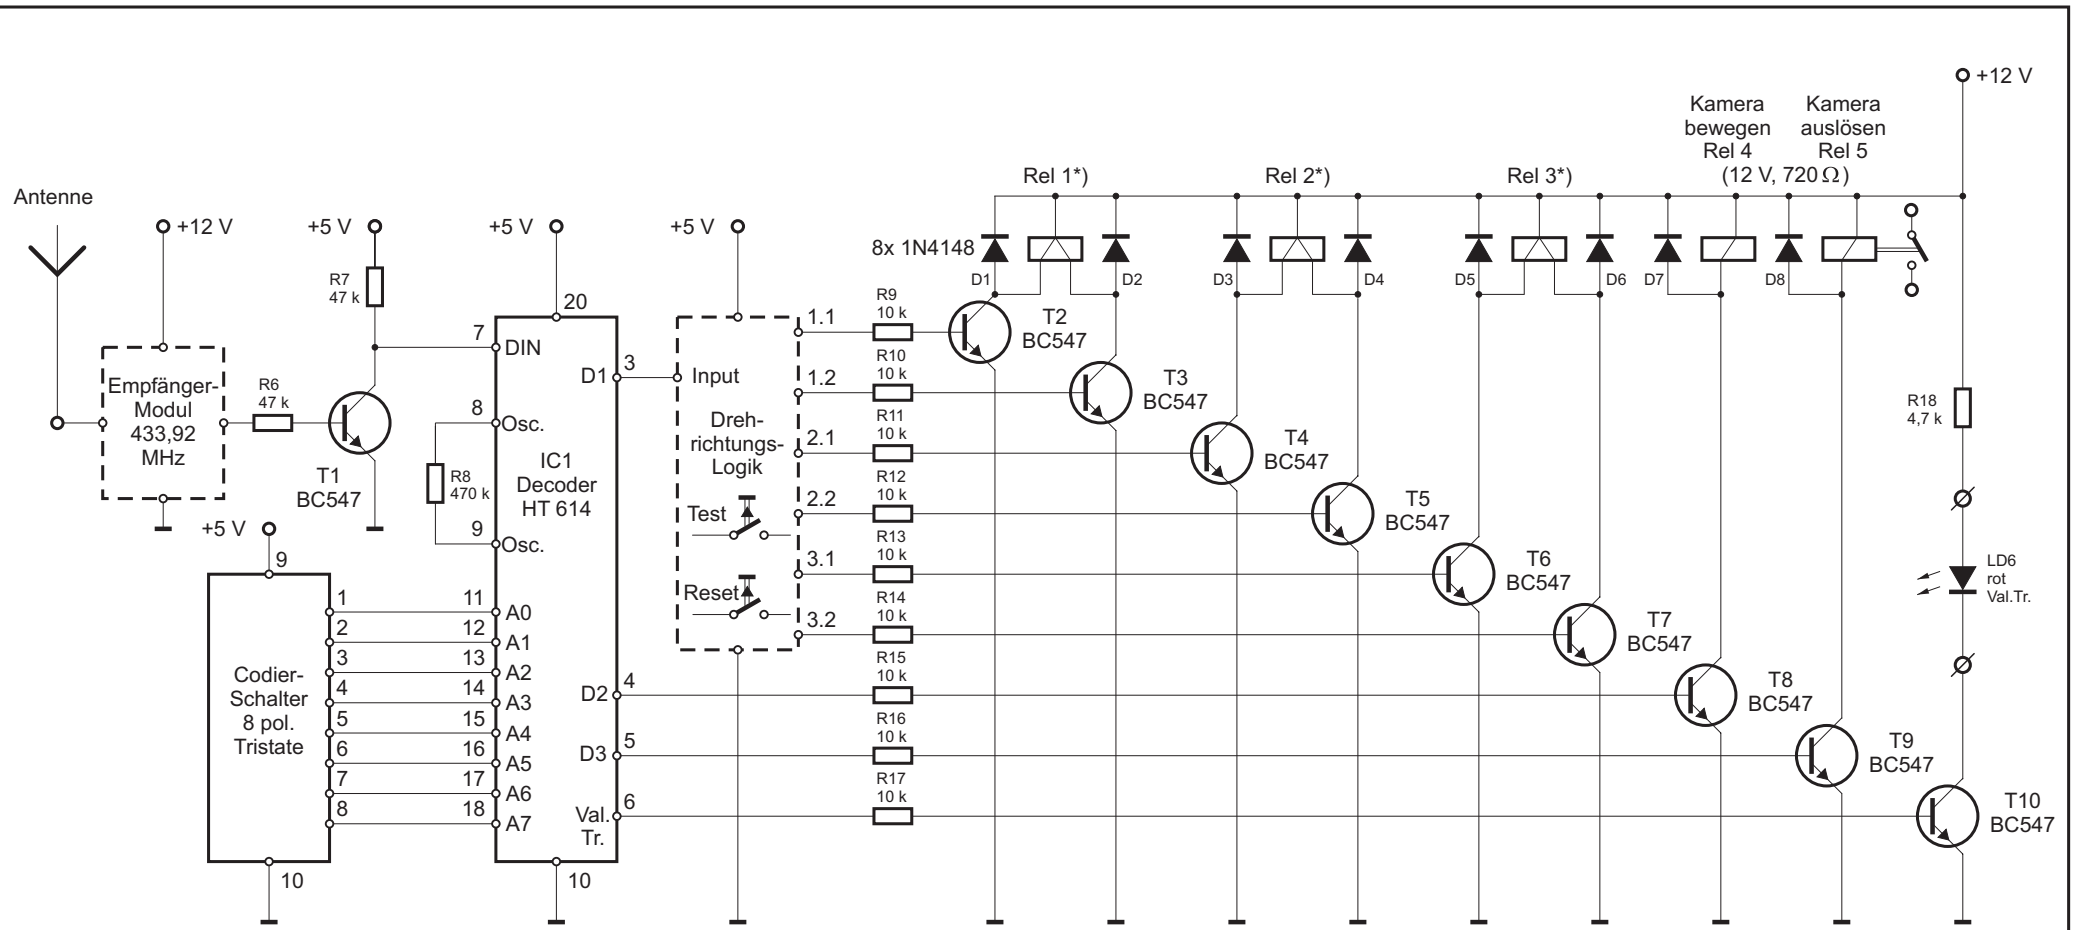 +12 V
Kamera
bewegen
Rel 4
Kamera
auslösen
Rel 5
(12 V, 720 Ω)
Rel 1*)
Rel 2*)
Rel 3*)
Antenne
+12 V
+5 V
+5 V
+5 V
8x 1N4148
D1
D2
D3
D4
D5
D6
D7
D8
R7
47 k
20
7
DIN
D1
3
Input
Empfänger-
Modul
433,92
MHz
R6
47 k
T1
BC547
8
Osc.
R8
470 k
9
Osc.
IC1
Decoder
HT 614
Dreh-
richtungs-
Logik
Test
Reset
1.1
1.2
2.1
2.2
3.1
3.2
R9
10 k
R10
10 k
R11
10 k
R12
10 k
R13
10 k
R14
10 k
R15
10 k
R16
10 k
R17
10 k
T2
BC547
T3
BC547
T4
BC547
T5
BC547
T6
BC547
T7
BC547
T8
BC547
T9
BC547
T10
BC547
R18
4,7 k
LD6
rot
Val.Tr.
+5 V
9
Codier-
Schalter
8 pol.
Tristate
10
1
2
3
4
5
6
7
8
11
12
13
14
15
16
17
18
A0
A1
A2
A3
A4
A5
A6
A7
D2
4
D3
5
Val.
Tr.
6
10